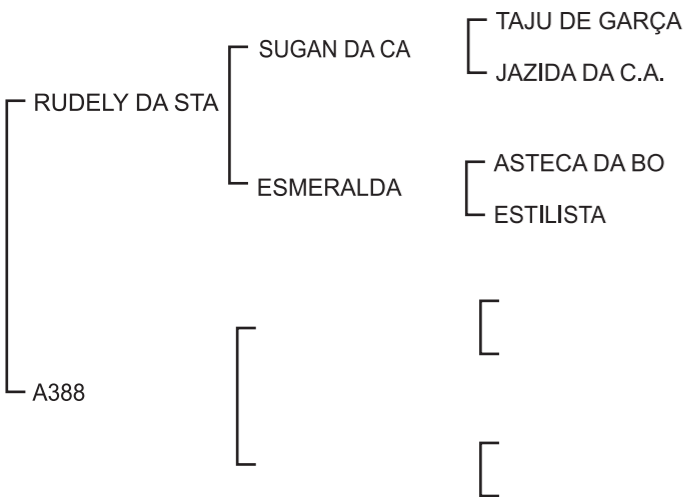 TAJU DE GARÇA
SUGAN DA CA
JAZIDA DA C.A.
RUDELY DA STA
ASTECA DA BO
ESMERALDA
ESTILISTA
A388